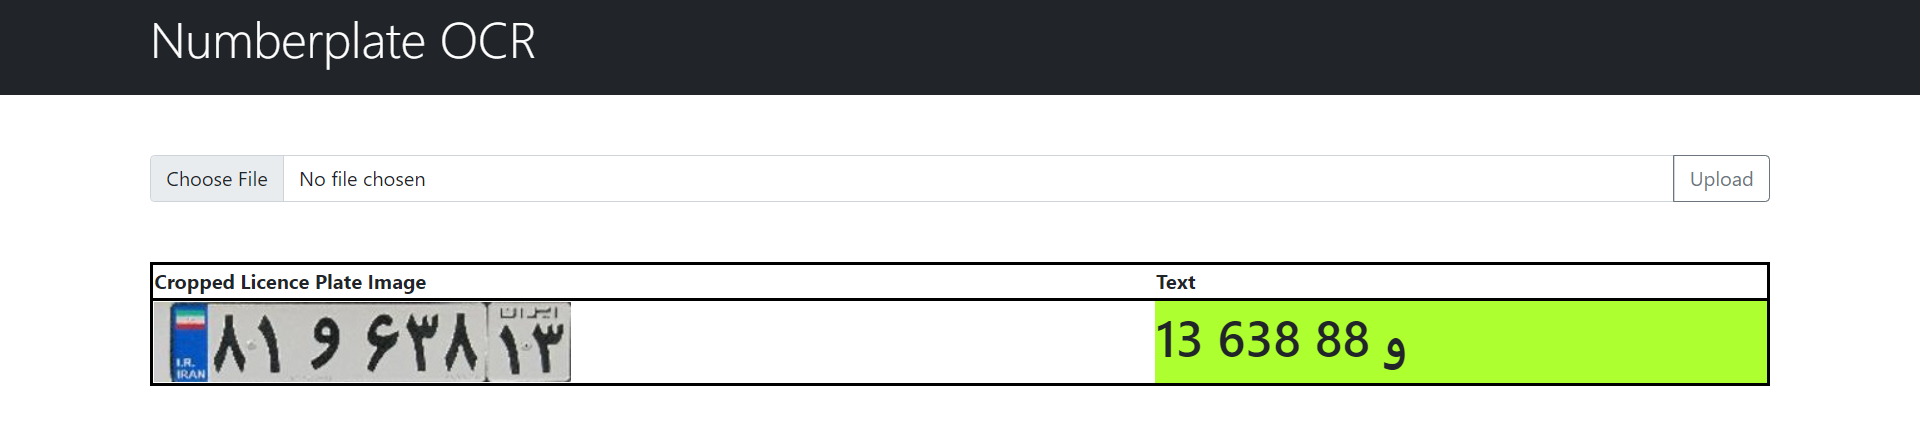 Numberplate OCR
Choose File No file chosen Upload
Cropped Licence Plate Image Text
I.R. IRAN ۸۱ و ۶۳۸ ایران ۱۳
13 638 88 و